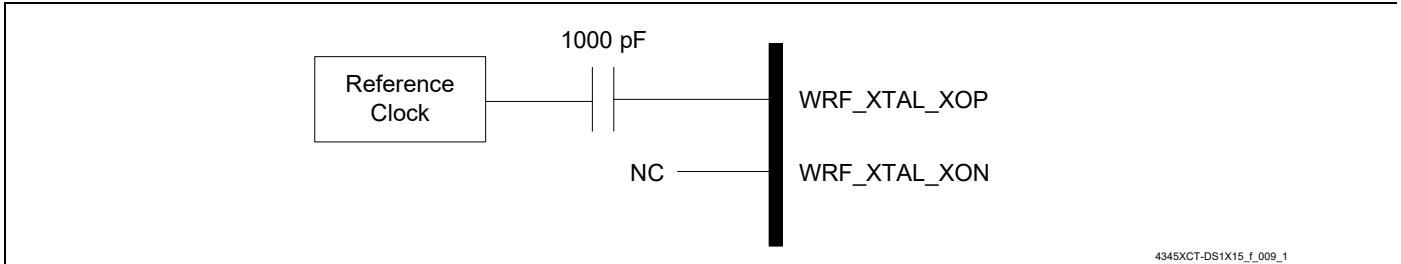 1000 pF
Reference
Clock
WRF_XTAL_XOP
NC
WRF_XTAL_XON
4345XCT-DS1X15_f_009_1